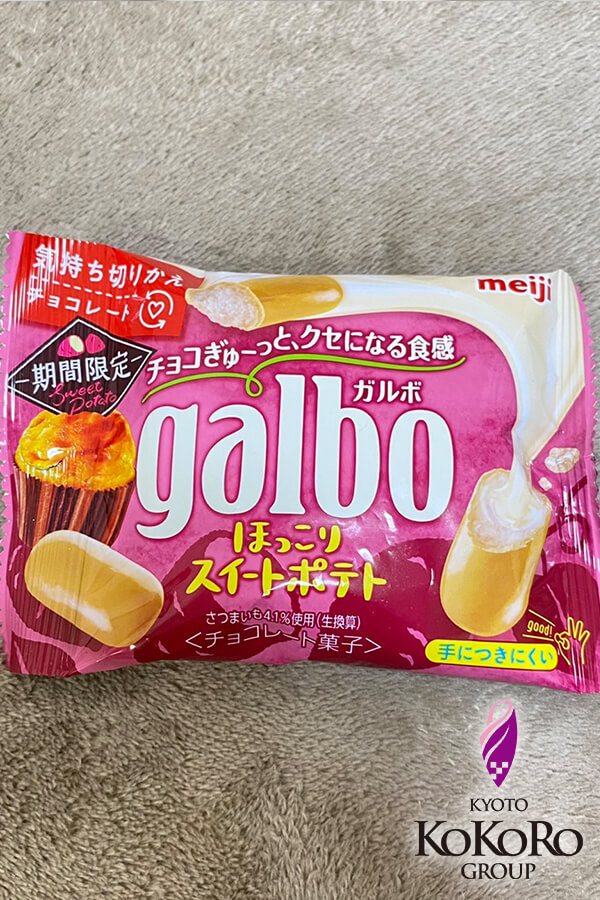 気持ち切りかえ
チョコレート
meiji
期間限定
Sweet
Potato
チョコぎゅーっと、クセになる食感
ガルボ
galbo
ほっこり
スイートポテト
さつまいも4.1%使用(生換算)
<チョコレート菓子>
good!
手につきにくい
KYOTO
KoKoRo
GROUP